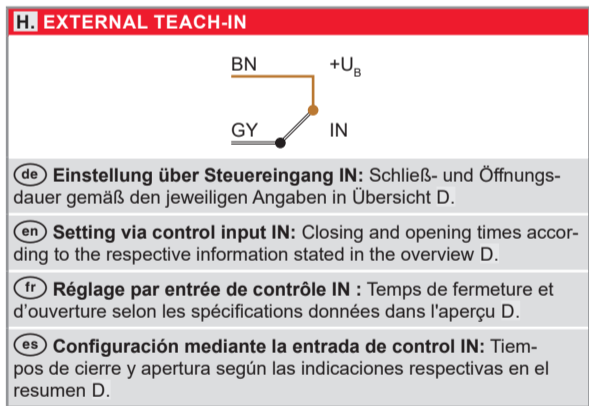 H. EXTERNAL TEACH-IN
BN +UB
GY IN
de Einstellung über Steuereingang IN: Schließ- und Öffnungs-
dauer gemäß den jeweiligen Angaben in Übersicht D.
en Setting via control input IN: Closing and opening times accor-
ding to the respective information stated in the overview D.
fr Réglage par entrée de contrôle IN : Temps de fermeture et
d’ouverture selon les spécifications données dans l'aperçu D.
es Configuración mediante la entrada de control IN: Tiem-
pos de cierre y apertura según las indicaciones respectivas en el
resumen D.